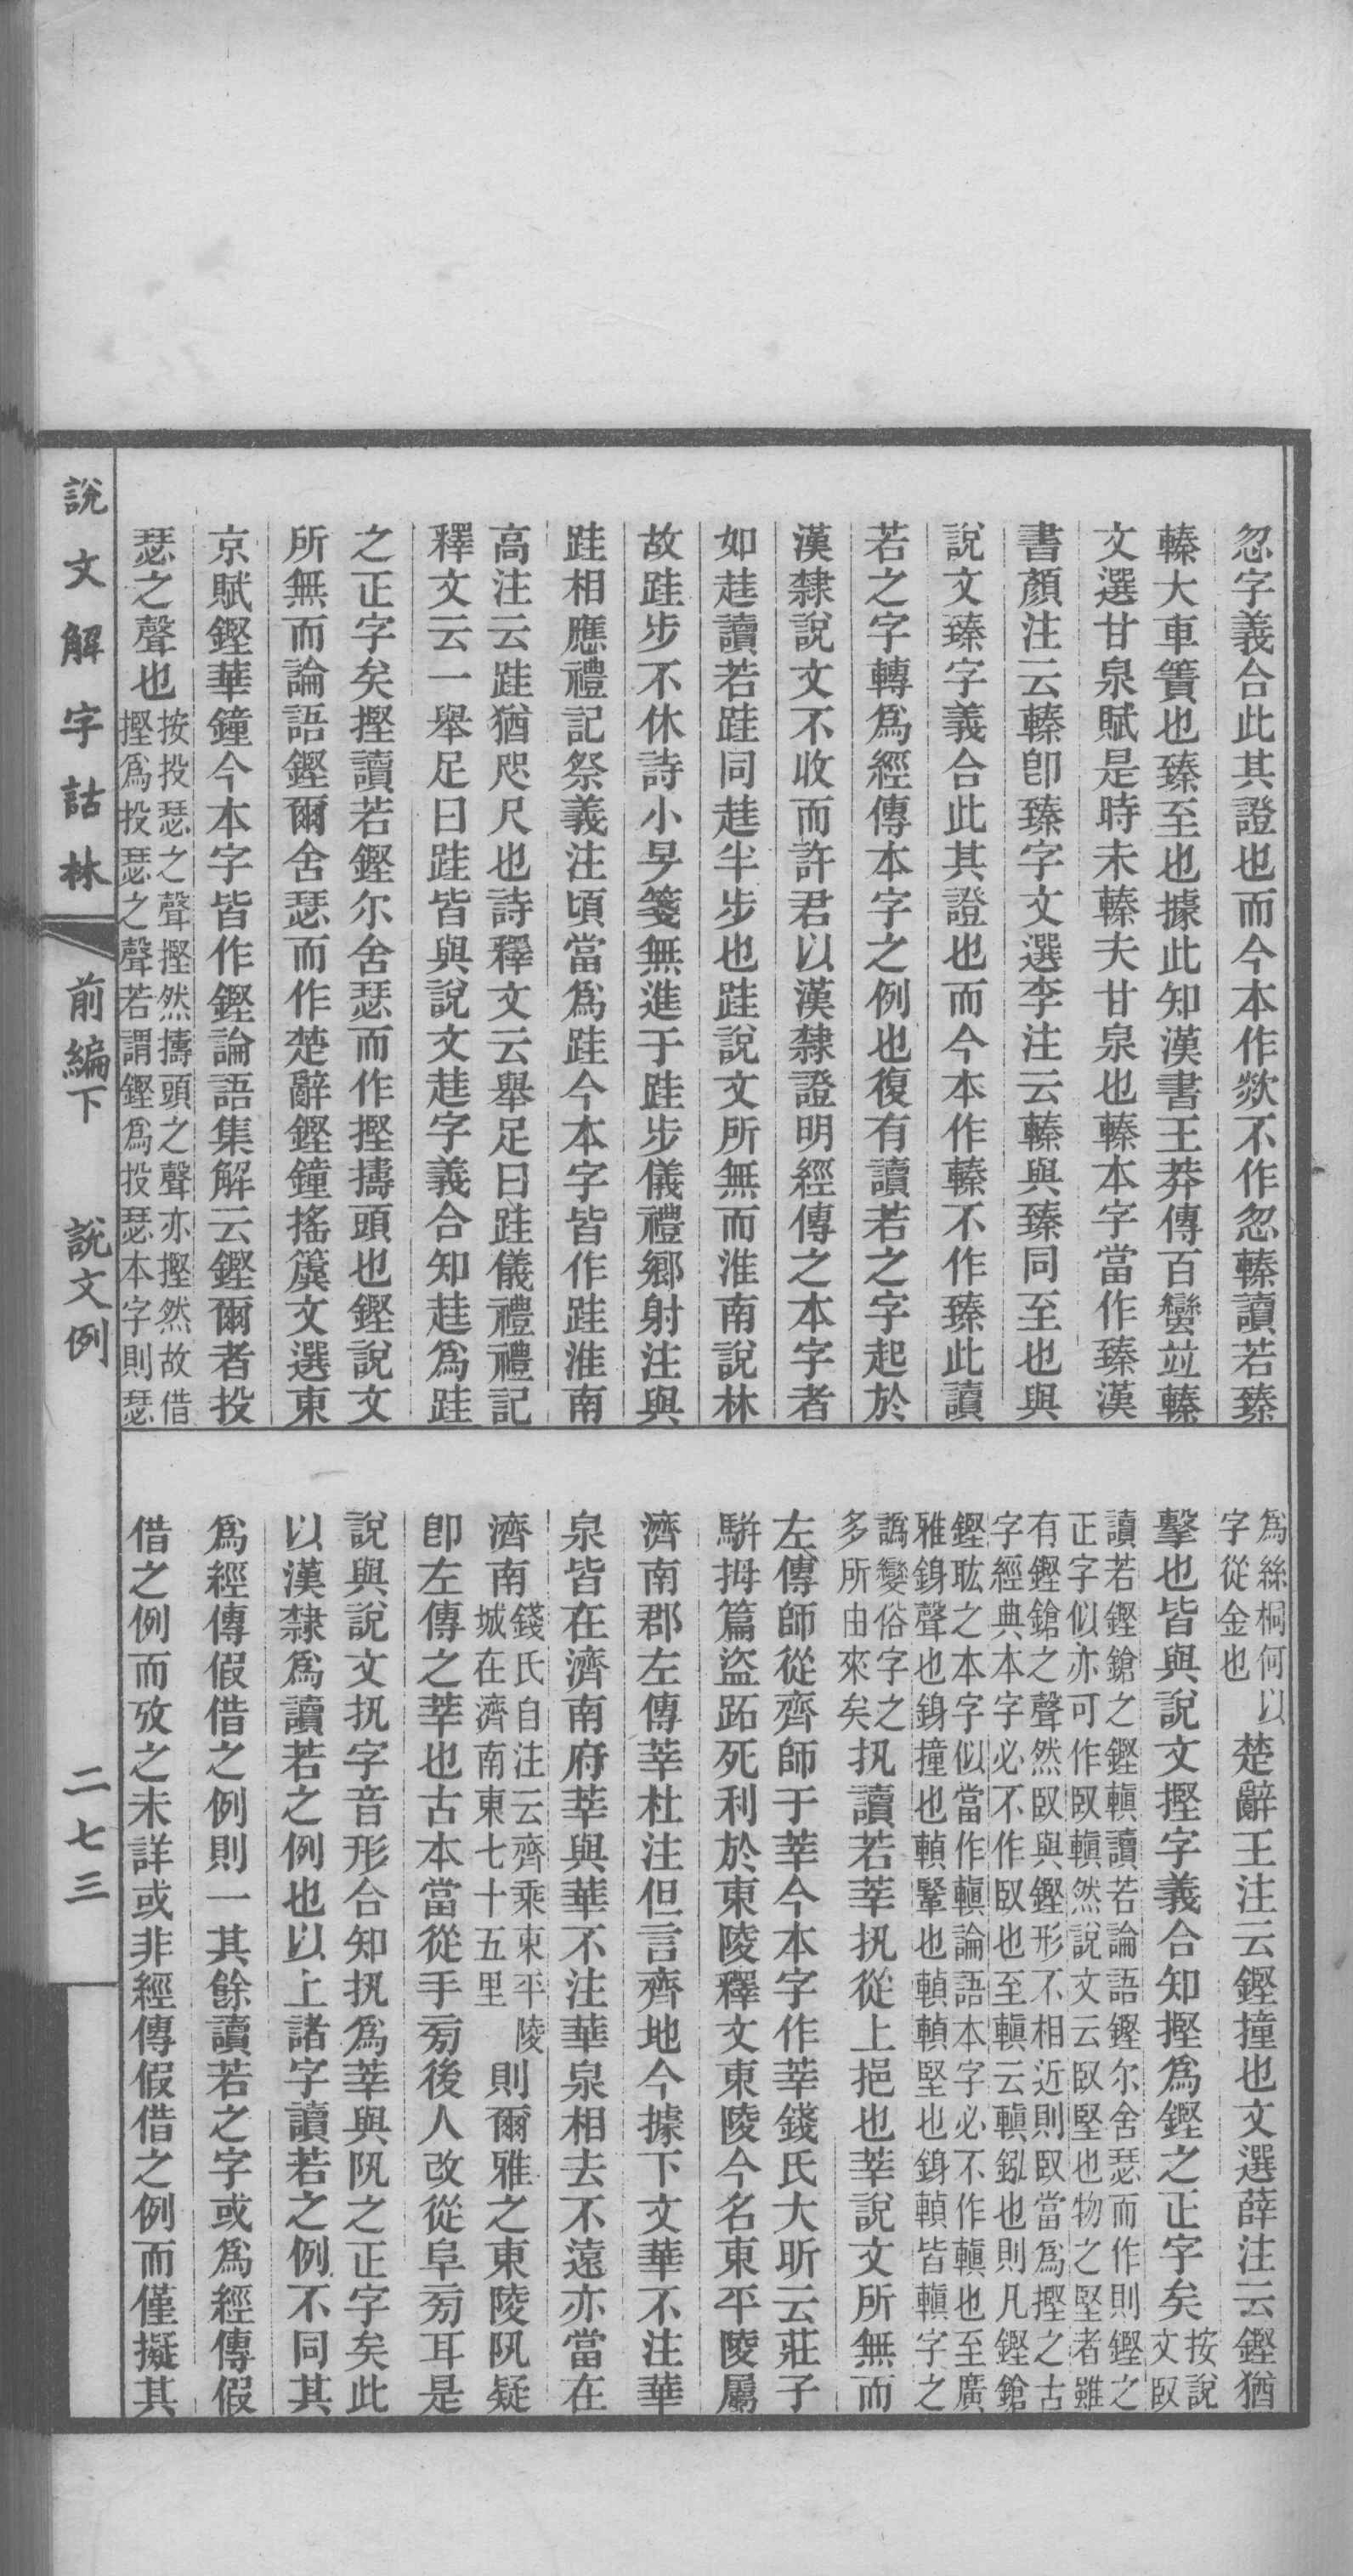 忽字義合此其證也而今本作欻不作忽轃讀若臻
轃大車簀也臻至也據此知漢書王莽傳百蠻竝轃
文選甘泉賦是時未轃夫甘泉也轃本字當作臻漢
書顏注云轃卽臻字文選李注云轃與臻同至也與
說文臻字義合此其證也而今本作轃不作臻此讀
若之字轉爲經傳本字之例也復有讀若之字起於
漢隸說文不收而許君以漢隸證明經傳之本字者
如趌讀若跬同趌半步也跬說文所無而淮南說林
故跬步不休詩小旻箋無進于跬步儀禮鄉射注與
跬相應禮記祭義注頃當爲跬今本字皆作跬淮南
高注云跬猶咫尺也詩釋文云舉足曰跬儀禮禮記
釋文云一舉足曰跬皆與說文趌字義合知趌爲跬
之正字矣摼讀若鏗尔舍瑟而作摼擣頭也鏗說文
所無而論語鏗爾舍瑟而作楚辭鏗鐘搖簴文選東
京賦鏗華鐘今本字皆作鏗論語集解云鏗爾者投
瑟之聲也按投瑟之聲摼然擣頭之聲亦摼然故借
摼爲投瑟之聲若謂鏗爲投瑟本字則瑟
爲絲桐何以
字從金也楚辭王注云鏗撞也文選薛注云鏗猶
擊也皆與說文摼字義合知摼爲鏗之正字矣按說
文臤
讀若鏗鎗之鏗轒讀若論語鏗尔舍瑟而作則鏗之
正字似亦可作臤轒然說文云臤堅也物之堅者雖
有鏗鎗之聲然臤與鏗形不相近則臤當爲摼之古
字經典本字必不作臤也至轒云轒鈏也則凡鏗鎗
鏗耾之本字似當作轒論語本字必不作轒也至廣
雅鋗聲也鋗撞也䡩鞏也䡩䡩堅也鋗䡩皆轒字之
譌變俗字之
多所由來矣扟讀若莘扟從上挹也莘說文所無而
左傳師從齊師于莘今本字作莘錢氏大昕云莊子
駢拇篇盜跖死利於東陵釋文東陵今名東平陵屬
濟南郡左傳莘杜注但言齊地今據下文華不注華
泉皆在濟南府莘與華不注華泉相去不遠亦當在
濟南錢氏自注云齊乘東平陵
城在濟南東七十五里則爾雅之東陵阠疑
卽左傳之莘也古本當從手㫄後人改從阜㫄耳是
說與說文扟字音形合知扟爲莘與阠之正字矣此
以漢隸爲讀若之例也以上諸字讀若之例不同其
爲經傳假借之例則一其餘讀若之字或爲經傳假
借之例而攷之未詳或非經傳假借之例而僅擬其
說文解字詁林
前編下
說文例
二七三